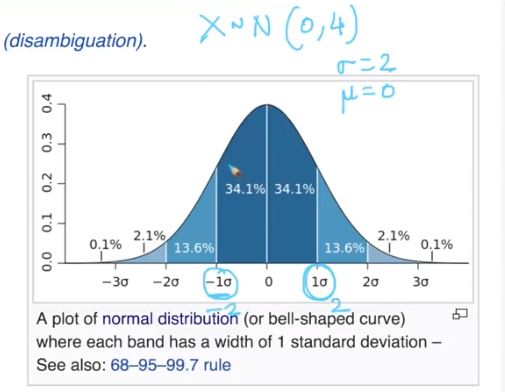 X ~ N (0, 4)
(disambiguation).
σ = 2
μ = 0
0.4
0.3
0.2
0.1
0.0
34.1% 34.1%
0.1% 2.1% 13.6% 13.6% 2.1% 0.1%
−3σ −2σ −1σ 0 1σ 2σ 3σ
-2 2
A plot of normal distribution (or bell-shaped curve)
where each band has a width of 1 standard deviation –
See also: 68–95–99.7 rule